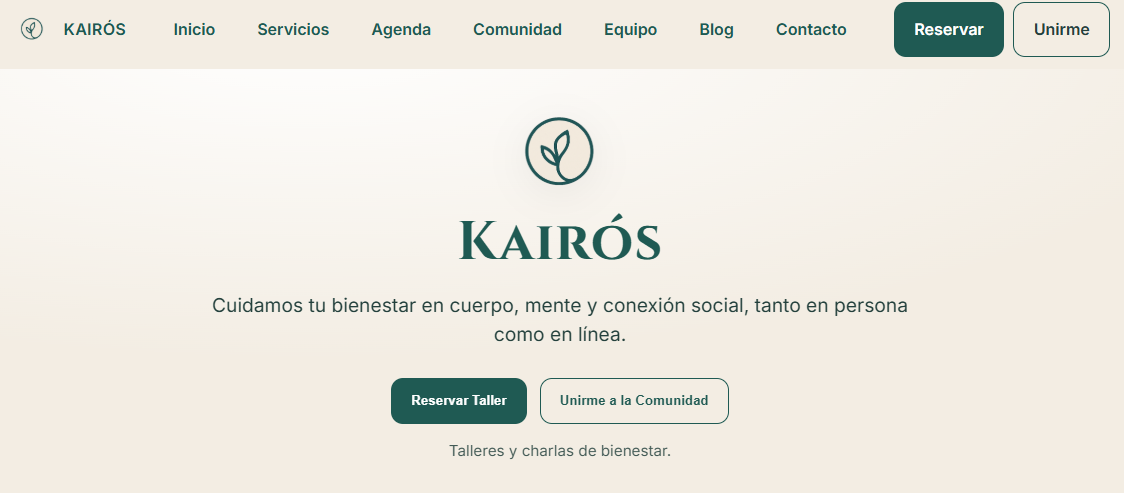 KAIRÓS Inicio Servicios Agenda Comunidad Equipo Blog Contacto Reservar Unirme
Kairós
Cuidamos tu bienestar en cuerpo, mente y conexión social, tanto en persona
como en línea.
Reservar Taller Unirme a la Comunidad
Talleres y charlas de bienestar.